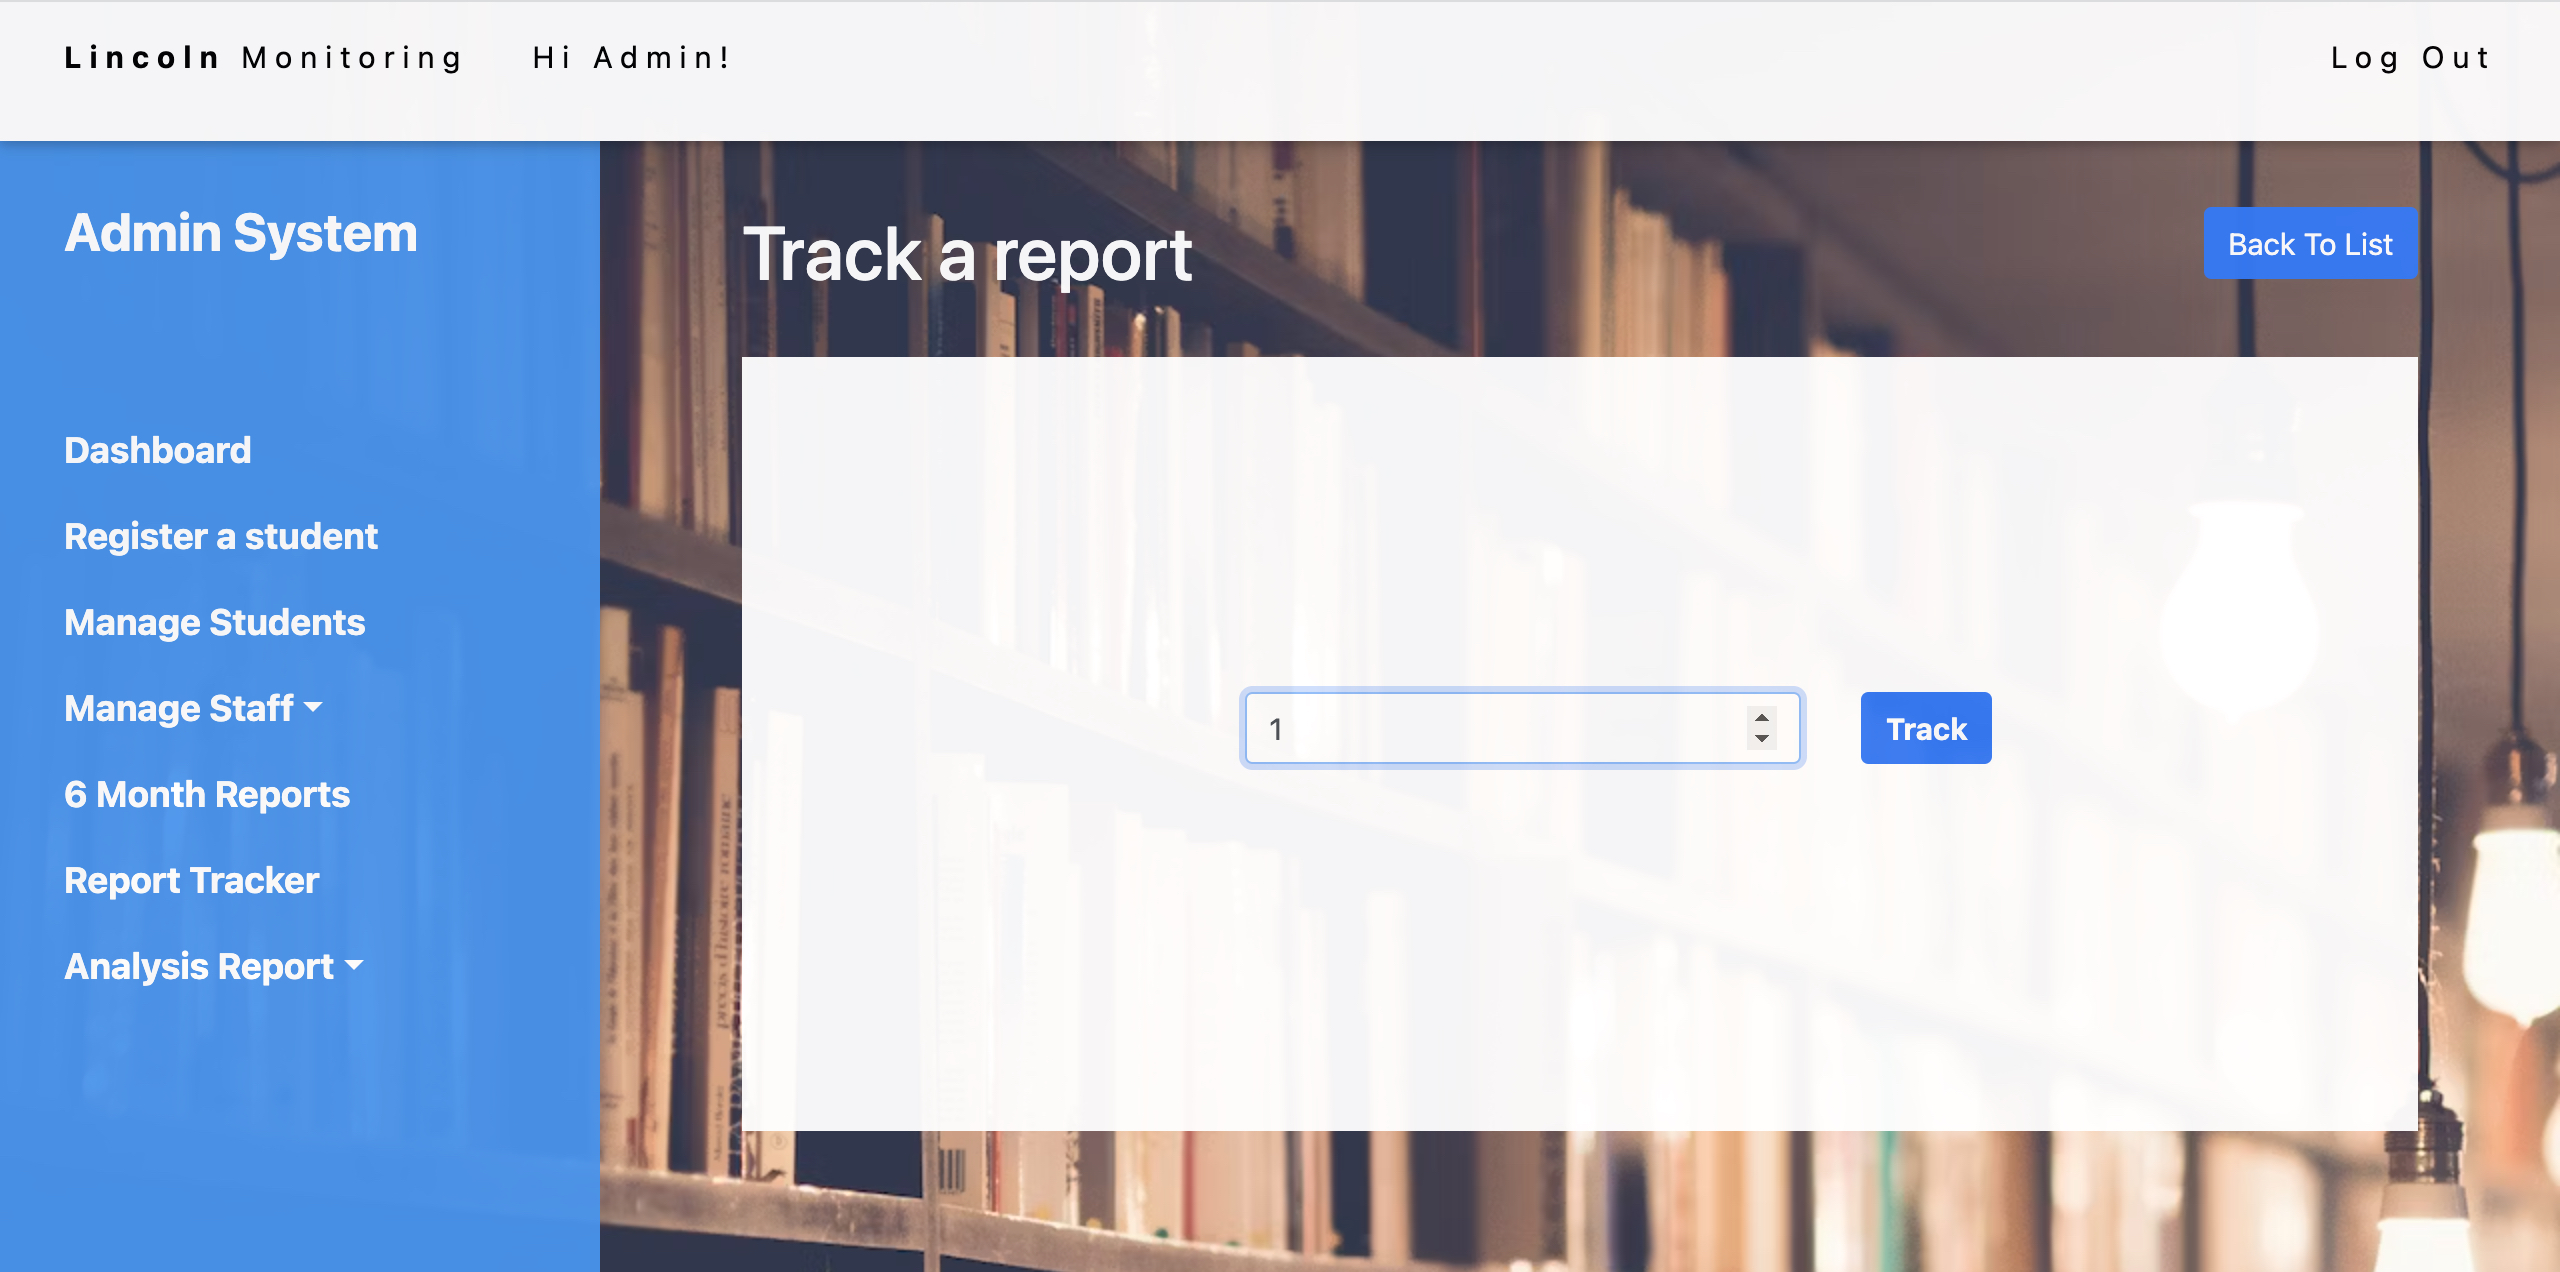 Lincoln Monitoring Hi Admin! Log Out
Admin System
Dashboard
Register a student
Manage Students
Manage Staff
6 Month Reports
Report Tracker
Analysis Report
Track a report
Back To List
1
Track